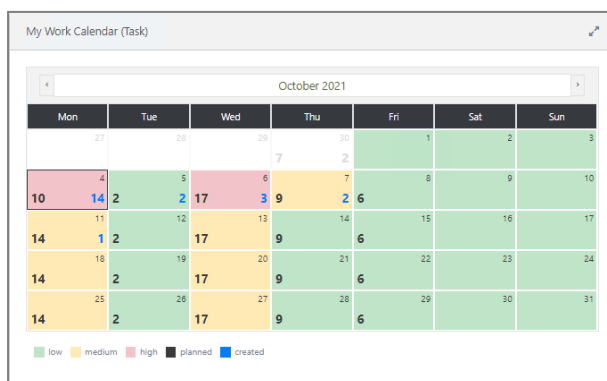 My Work Calendar (Task)
October 2021
Mon Tue Wed Thu Fri Sat Sun
27 28 29 30 1 2 3
7 2
4 5 6 7 8 9 10
10 14 2 2 17 3 9 2 6
11 12 13 14 15 16 17
14 1 2 17 9 6
18 19 20 21 22 23 24
14 2 17 9 6
25 26 27 28 29 30 31
14 2 17 9 6
low medium high planned created